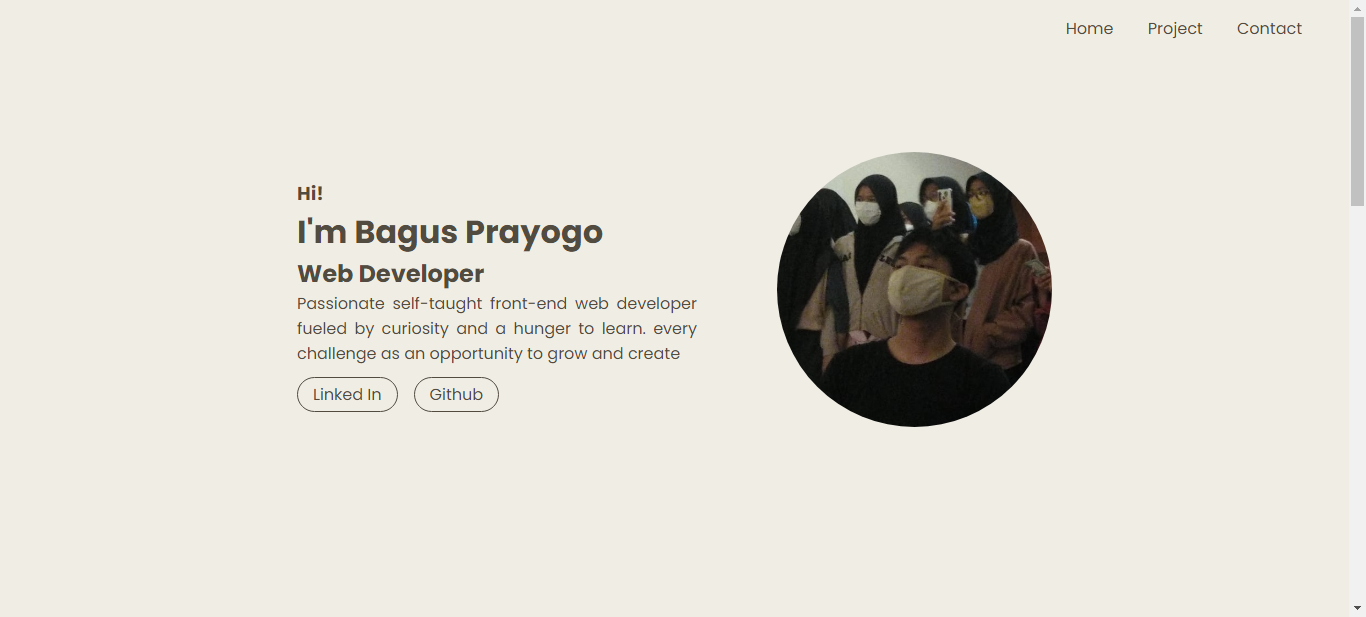 Home Project Contact
Hi!
I'm Bagus Prayogo
Web Developer
Passionate self-taught front-end web developer
fueled by curiosity and a hunger to learn. every
challenge as an opportunity to grow and create
Linked In Github